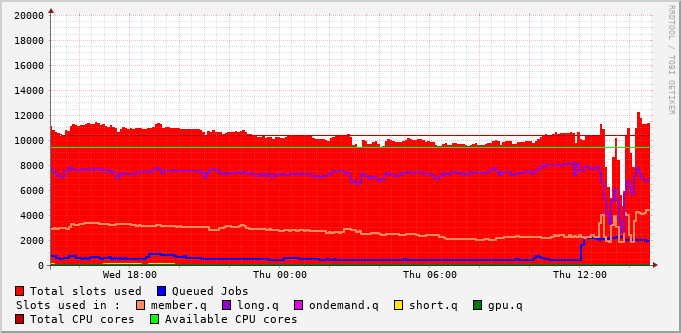 20000
18000
16000
14000
12000
10000
8000
6000
4000
2000
0
Wed 18:00 Thu 00:00 Thu 06:00 Thu 12:00
RRDTOOL / TOBI OETIKER
Total slots used Queued Jobs
Slots used in : member.q long.q ondemand.q short.q gpu.q
Total CPU cores Available CPU cores